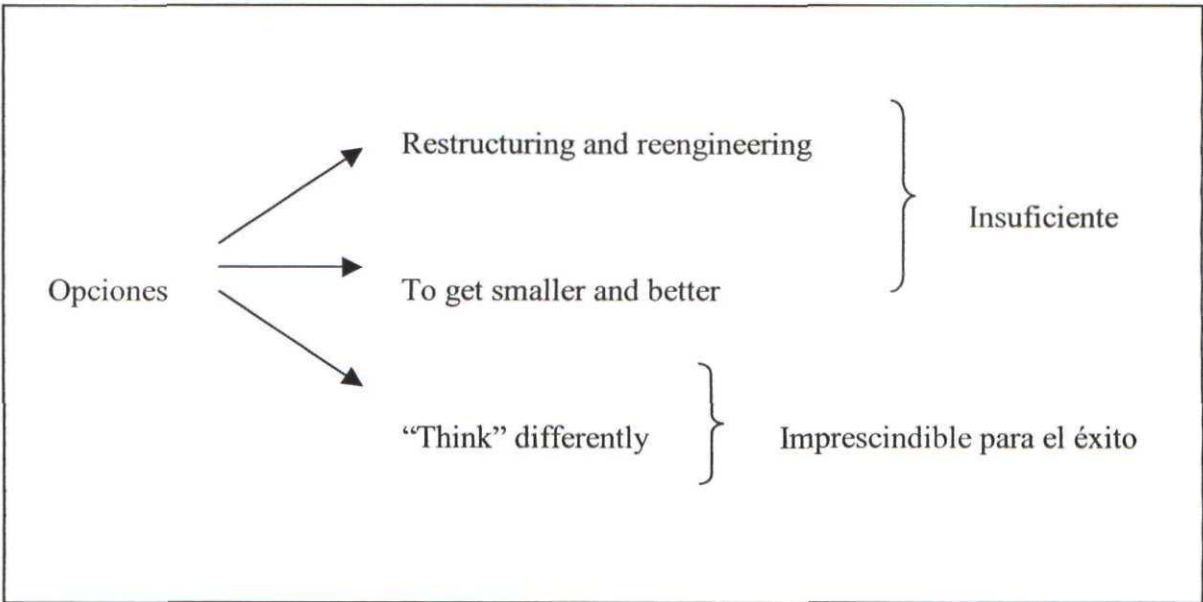 Restructuring and reengineering
Insuficiente
Opciones
To get smaller and better
“Think” differently
Imprescindible para el éxito